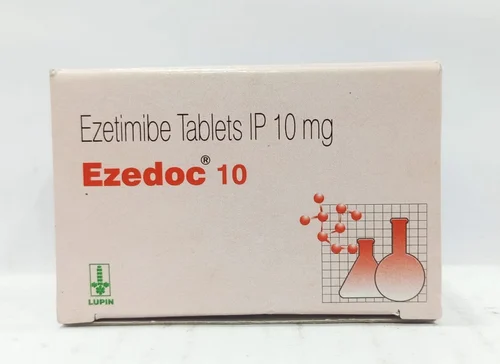 Ezetimibe Tablets IP 10 mg
Ezedoc® 10
LUPIN